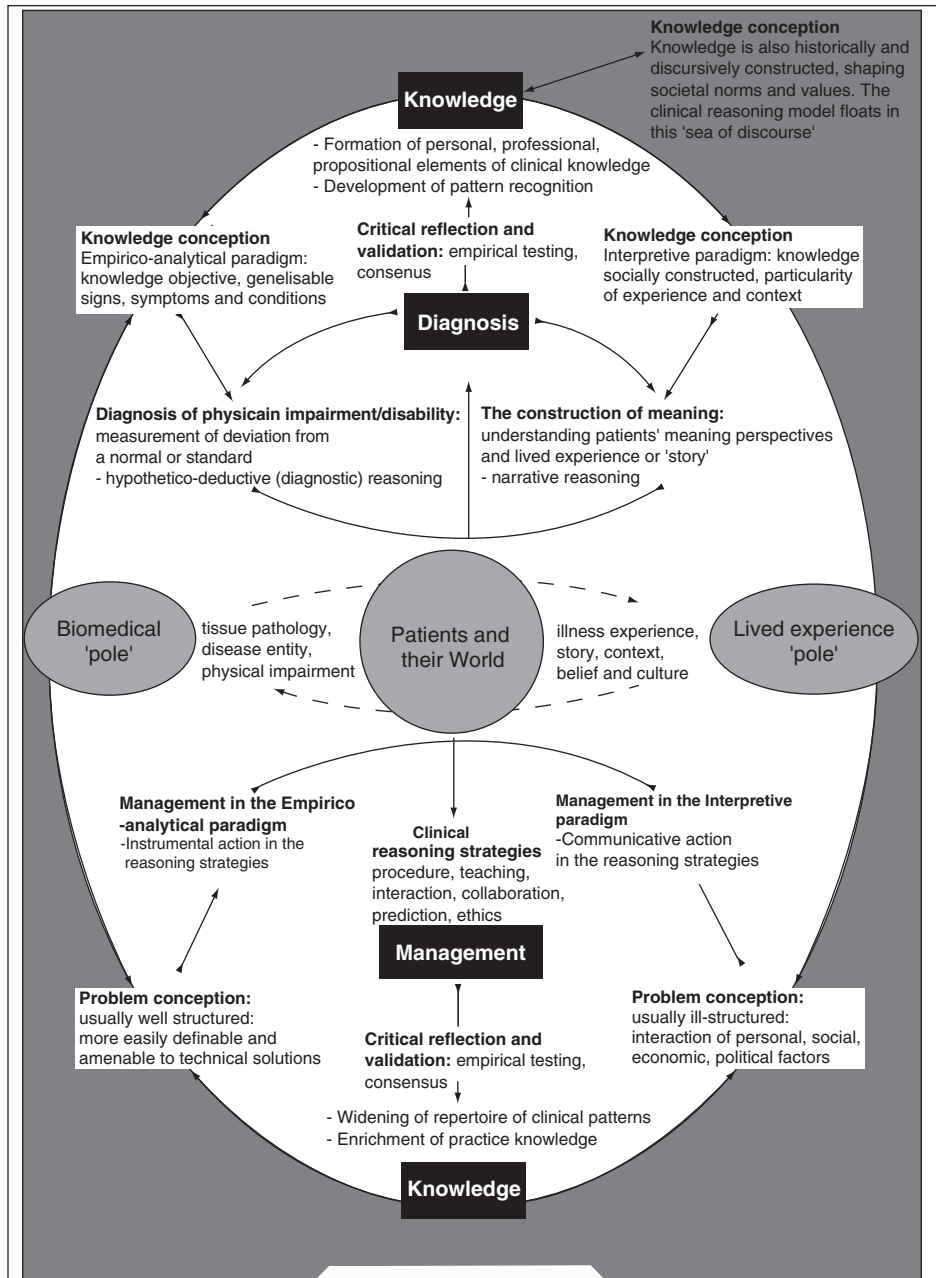 Knowledge conception
Knowledge is also historically and
discursively constructed, shaping
societal norms and values. The
clinical reasoning model floats in
this 'sea of discourse'
Knowledge
- Formation of personal, professional,
propositional elements of clinical knowledge
- Development of pattern recognition
Knowledge conception
Empirico-analytical paradigm:
knowledge objective, genelisable
signs, symptoms and conditions
Critical reflection and
validation: empirical testing,
consenus
Knowledge conception
Interpretive paradigm: knowledge
socially constructed, particularity
of experience and context
Diagnosis
Diagnosis of physicain impairment/disability:
measurement of deviation from
a normal or standard
- hypothetico-deductive (diagnostic) reasoning
The construction of meaning:
understanding patients' meaning perspectives
and lived experience or 'story'
- narrative reasoning
Biomedical
'pole'
tissue pathology,
disease entity,
physical impairment
Patients and
their World
illness experience,
story, context,
belief and culture
Lived experience
'pole'
Management in the Empirico
-analytical paradigm
-Instrumental action in the
reasoning strategies
Clinical
reasoning strategies
procedure, teaching,
interaction, collaboration,
prediction, ethics
Management in the Interpretive
paradigm
-Communicative action
in the reasoning strategies
Management
Problem conception:
usually well structured:
more easily definable and
amenable to technical solutions
Critical reflection and
validation: empirical testing,
consensus
Problem conception:
usually ill-structured:
interaction of personal, social,
economic, political factors
- Widening of repertoire of clinical patterns
- Enrichment of practice knowledge
Knowledge